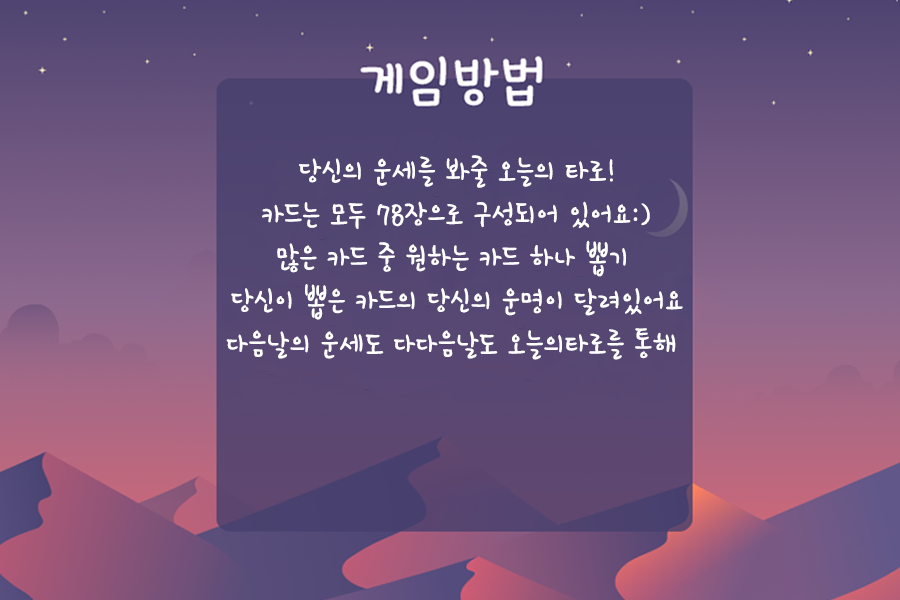 게임방법
당신의 운세를 봐줄 오늘의 타로!
카드는 모두 78장으로 구성되어 있어요:)
많은 카드 중 원하는 카드 하나 뽑기
당신이 뽑은 카드의 당신의 운명이 달려있어요
다음날의 운세도 다다음날도 오늘의타로를 통해